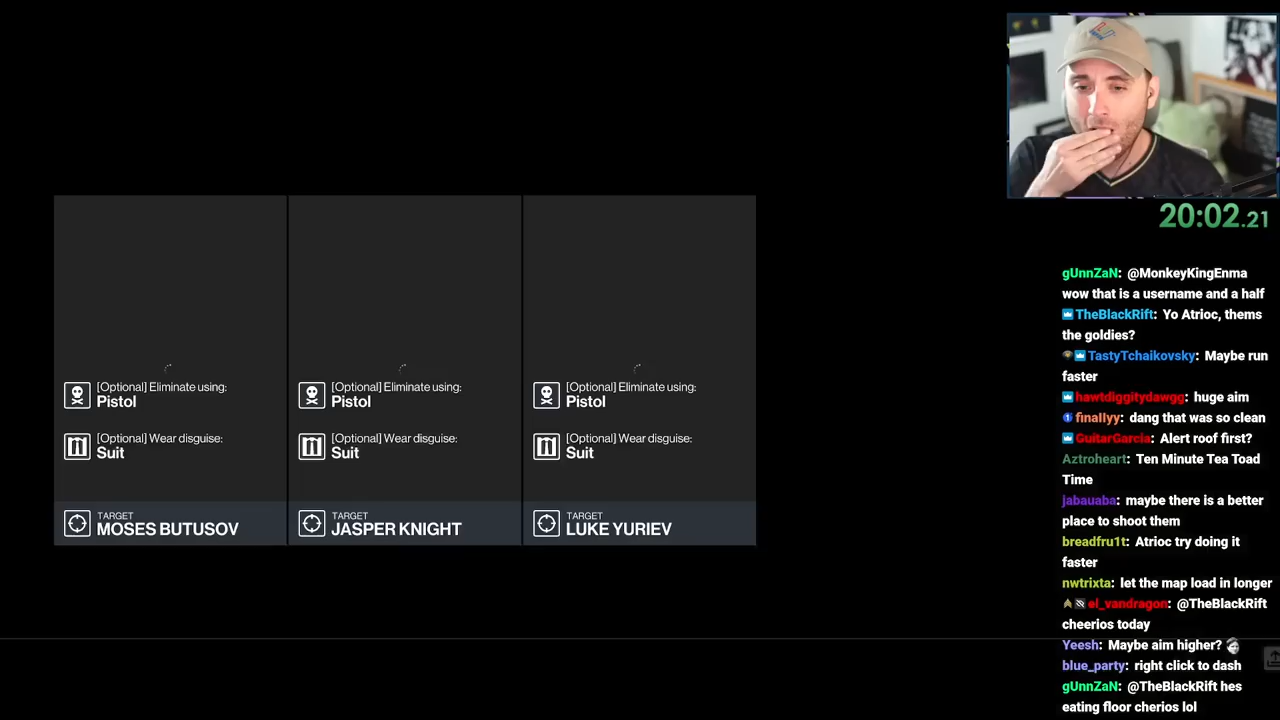 [Optional] Eliminate using:
Pistol
[Optional] Wear disguise:
Suit
TARGET
MOSES BUTUSOV
[Optional] Eliminate using:
Pistol
[Optional] Wear disguise:
Suit
TARGET
JASPER KNIGHT
[Optional] Eliminate using:
Pistol
[Optional] Wear disguise:
Suit
TARGET
LUKE YURIEV
20:02.21
gUnnZaN: @MonkeyKingEnma
wow that is a username and a half
TheBlackRift: Yo Atrioc, thems
the goldies?
TastyTchaikovsky: Maybe run
faster
hawtdiggitydawgg: huge aim
finallyy: dang that was so clean
GuitarGarcia: Alert roof first?
Aztroheart: Ten Minute Tea Toad
Time
jabauaba: maybe there is a better
place to shoot them
breadfru1t: Atrioc try doing it
faster
nwtrixta: let the map load in longer
el_vandragon: @TheBlackRift
cheerios today
Yeesh: Maybe aim higher?
blue_party: right click to dash
gUnnZaN: @TheBlackRift hes
eating floor cherios lol